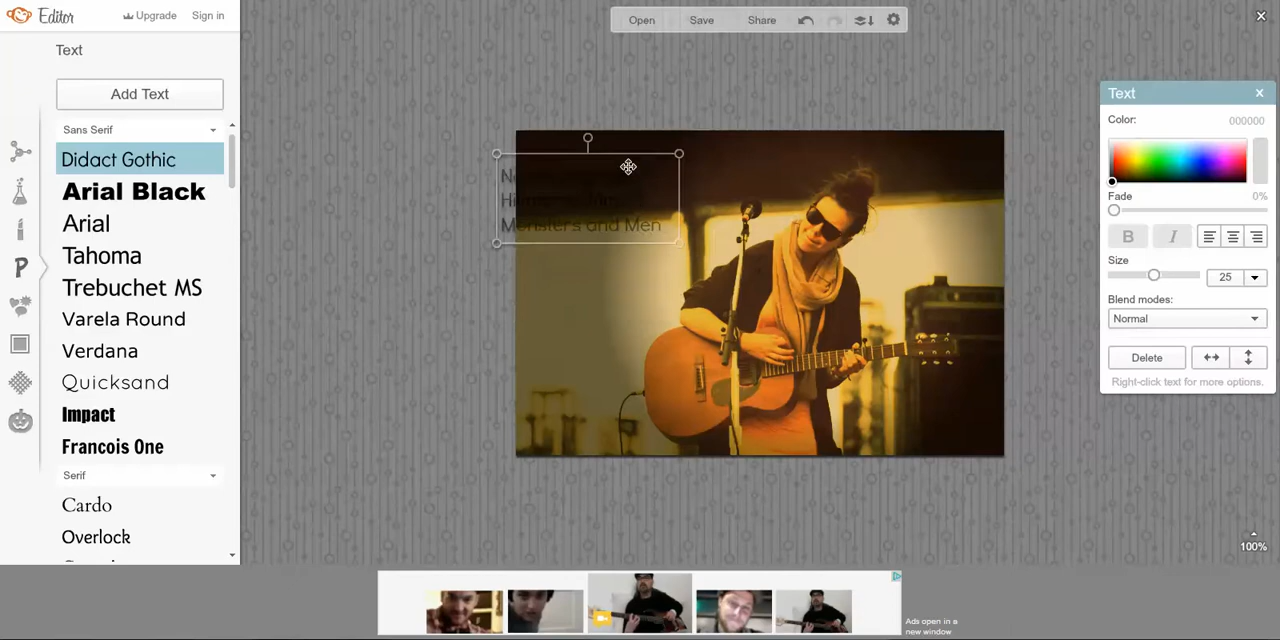 Editor
Upgrade
Sign in
Open
Save
Share
Text
Add Text
Sans Serif
Didact Gothic
Arial Black
Arial
Tahoma
Trebuchet MS
Varela Round
Verdana
Quicksand
Impact
Francois One
Serif
Cardo
Overlock
Monsters and Men
Text
Color:
000000
Fade
0%
B
I
Size
25
Blend modes:
Normal
Delete
Right-click text for more options.
100%
Ads open in a
new window